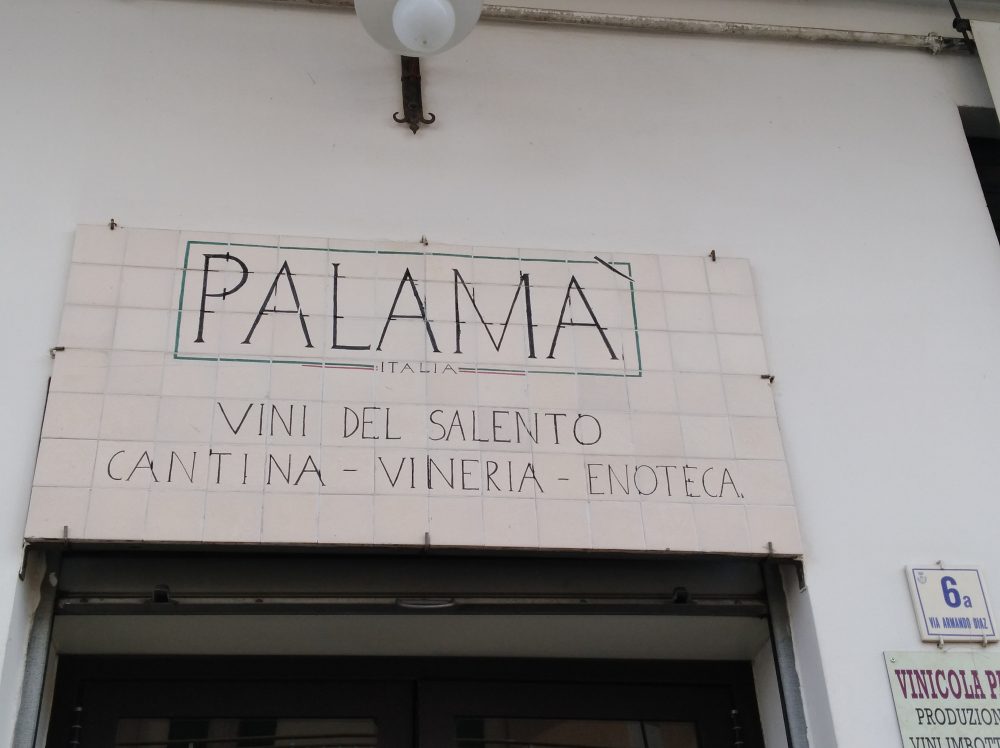 PALAMÀ
ITALIA
VINI DEL SALENTO
CANTINA - VINERIA - ENOTECA
6a
VIA ARMANDO DIAZ
VINICOLA